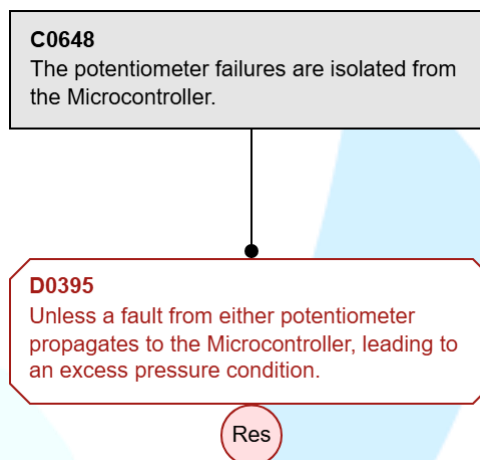 C0648
The potentiometer failures are isolated from
the Microcontroller.
D0395
Unless a fault from either potentiometer
propagates to the Microcontroller, leading to
an excess pressure condition.
Res